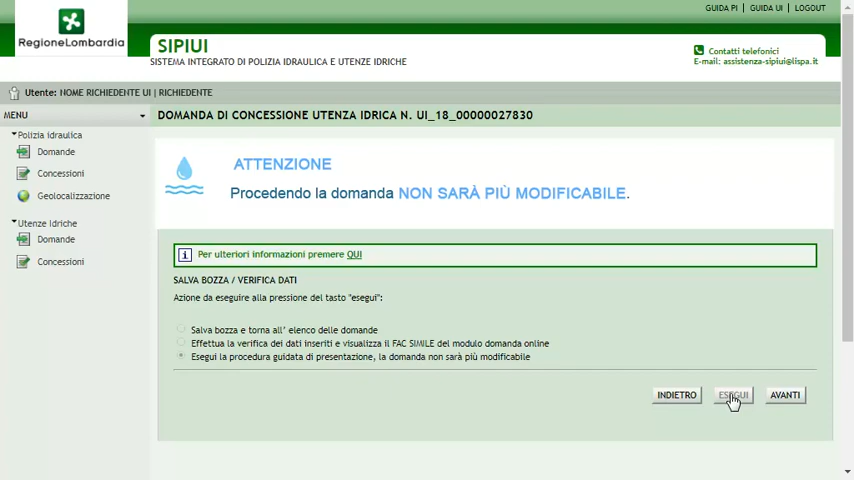 GUIDA PI | GUIDA UI | LOGOUT
RegioneLombardia
SIPIUI
SISTEMA INTEGRATO DI POLIZIA IDRAULICA E UTENZE IDRICHE
Contatti telefonici
E-mail: assistenza-sipiui@lispa.it
Utente: NOME RICHIEDENTE UI | RICHIEDENTE
MENU
DOMANDA DI CONCESSIONE UTENZA IDRICA N. UI_18_00000027830
Polizia idraulica
Domande
Concessioni
Geolocalizzazione
Utenze Idriche
Domande
Concessioni
ATTENZIONE
Procedendo la domanda NON SARÀ PIÙ MODIFICABILE.
i Per ulteriori informazioni premere QUI
SALVA BOZZA / VERIFICA DATI
Azione da eseguire alla pressione del tasto "esegui":
Salva bozza e torna all' elenco delle domande
Effettua la verifica dei dati inseriti e visualizza il FAC SIMILE del modulo domanda online
Esegui la procedura guidata di presentazione, la domanda non sarà più modificabile
INDIETRO ESEGUI AVANTI